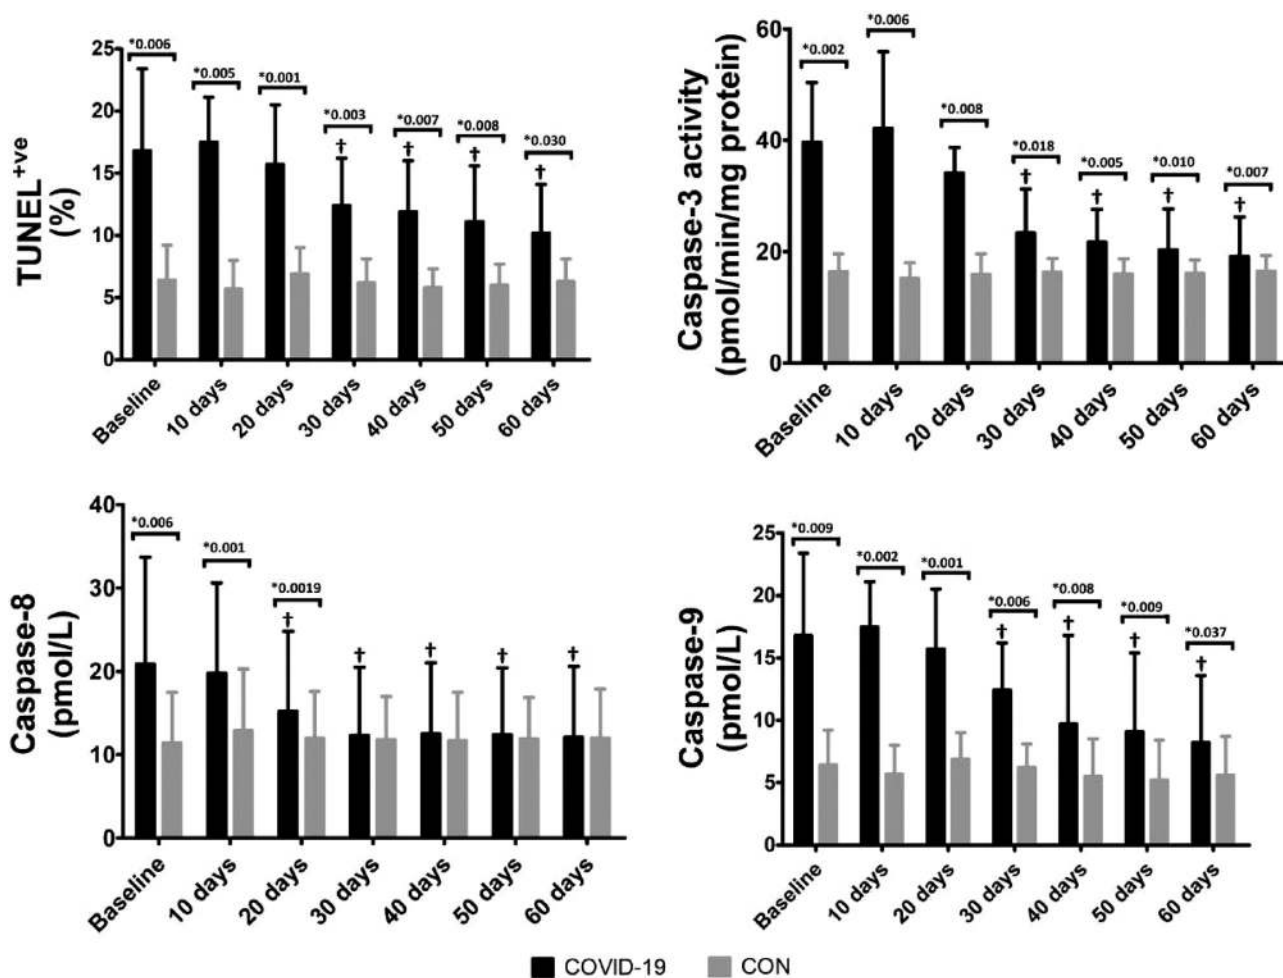 *0.006
*0.005
*0.001
*0.003
*0.007
*0.008
*0.030
25
20
15
10
5
0
†
†
†
†
TUNEL+ve
(%)
Baseline
10 days
20 days
30 days
40 days
50 days
60 days
*0.002
*0.006
*0.008
*0.018
*0.005
*0.010
*0.007
60
40
20
0
†
†
†
†
Caspase-3 activity
(pmol/min/mg protein)
Baseline
10 days
20 days
30 days
40 days
50 days
60 days
*0.006
*0.001
*0.0019
40
30
20
10
0
†
†
†
†
†
Caspase-8
(pmol/L)
Baseline
10 days
20 days
30 days
40 days
50 days
60 days
*0.009
*0.002
*0.001
*0.006
*0.008
*0.009
*0.037
25
20
15
10
5
0
†
†
†
†
Caspase-9
(pmol/L)
Baseline
10 days
20 days
30 days
40 days
50 days
60 days
COVID-19
CON